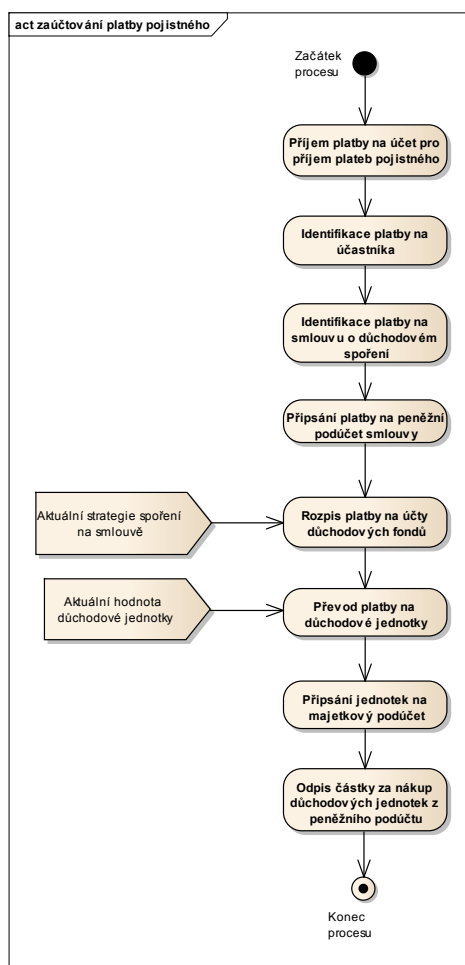 act zaúčtování platby pojistného
Začátek
procesu
Příjem platby na účet pro
příjem plateb pojistného
Identifikace platby na
účastníka
Identifikace platby na
smlouvu o důchodovém
spoření
Připsání platby na peněžní
podúčet smlouvy
Aktuální strategie spoření
na smlouvě
Rozpis platby na účty
důchodových fondů
Aktuální hodnota
důchodové jednotky
Převod platby na
důchodové jednotky
Připsání jednotek na
majetkový podúčet
Odpis částky za nákup
důchodových jednotek z
peněžního podúčtu
Konec
procesu